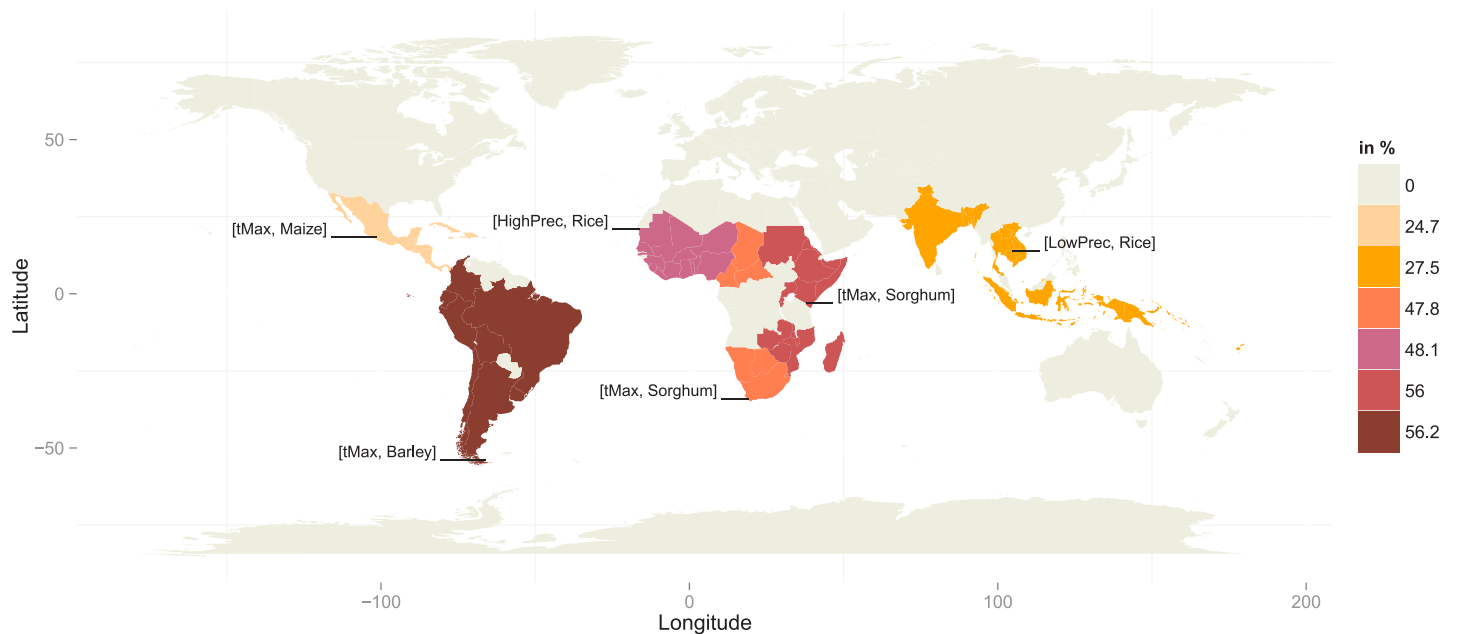 50
0
−50
Latitude
[tMax, Maize]
[HighPrec, Rice]
[LowPrec, Rice]
[tMax, Sorghum]
[tMax, Sorghum]
[tMax, Barley]
−100
0
100
200
Longitude
in %
0
24.7
27.5
47.8
48.1
56
56.2